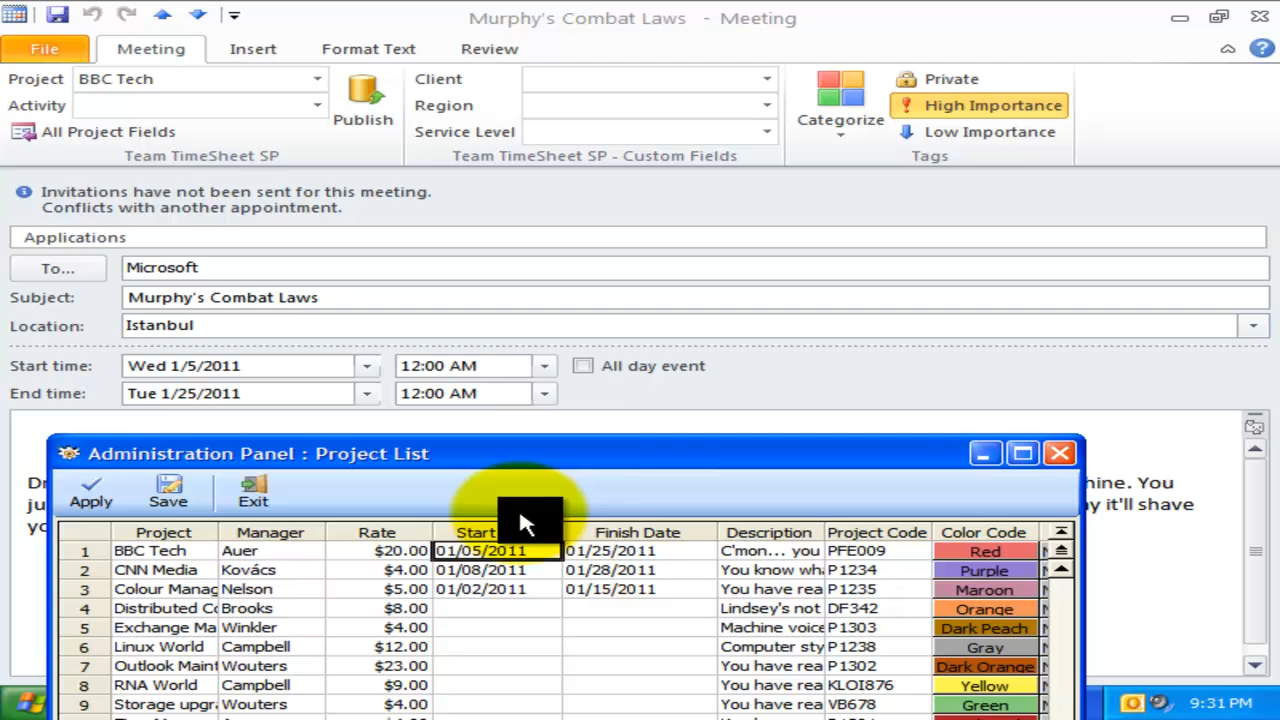 Murphy's Combat Laws - Meeting
File Meeting Insert Format Text Review
Project BBC Tech
Activity
All Project Fields
Publish
Team TimeSheet SP
Client
Region
Service Level
Team TimeSheet SP - Custom Fields
Categorize
Private
High Importance
Low Importance
Tags
Invitations have not been sent for this meeting.
Conflicts with another appointment.
Applications
To... Microsoft
Subject: Murphy's Combat Laws
Location: Istanbul
Start time: Wed 1/5/2011 12:00 AM All day event
End time: Tue 1/25/2011 12:00 AM
You
it'll shave
Administration Panel : Project List
Apply Save Exit
Project Manager Rate Start Finish Date Description Project Code Color Code
1 BBC Tech Auer $20.00 01/05/2011 01/25/2011 C'mon... you PFE009 Red
2 CNN Media Kovács $4.00 01/08/2011 01/28/2011 You know wha P1234 Purple
3 Colour Manag Nelson $5.00 01/02/2011 01/15/2011 You have rea P1235 Maroon
4 Distributed Co Brooks $8.00 Lindsey's not DF342 Orange
5 Exchange Ma Winkler $4.00 Machine voice P1303 Dark Peach
6 Linux World Campbell $12.00 Computer sty P1238 Gray
7 Outlook Maint Wouters $23.00 You have rea P1302 Dark Orange
8 RNA World Campbell $9.00 You have rea KLOI876 Yellow
9 Storage upgra Wouters $4.00 You have rea VB678 Green
9:31 PM